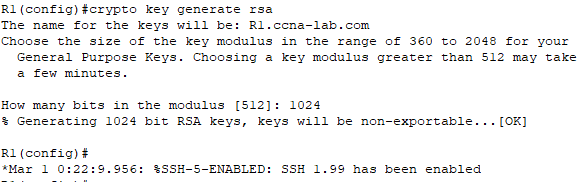 R1(config)#crypto key generate rsa
The name for the keys will be: R1.ccna-lab.com
Choose the size of the key modulus in the range of 360 to 2048 for your
General Purpose Keys. Choosing a key modulus greater than 512 may take
a few minutes.
How many bits in the modulus [512]: 1024
% Generating 1024 bit RSA keys, keys will be non-exportable...[OK]
R1(config)#
*Mar 1 0:22:9.956: %SSH-5-ENABLED: SSH 1.99 has been enabled